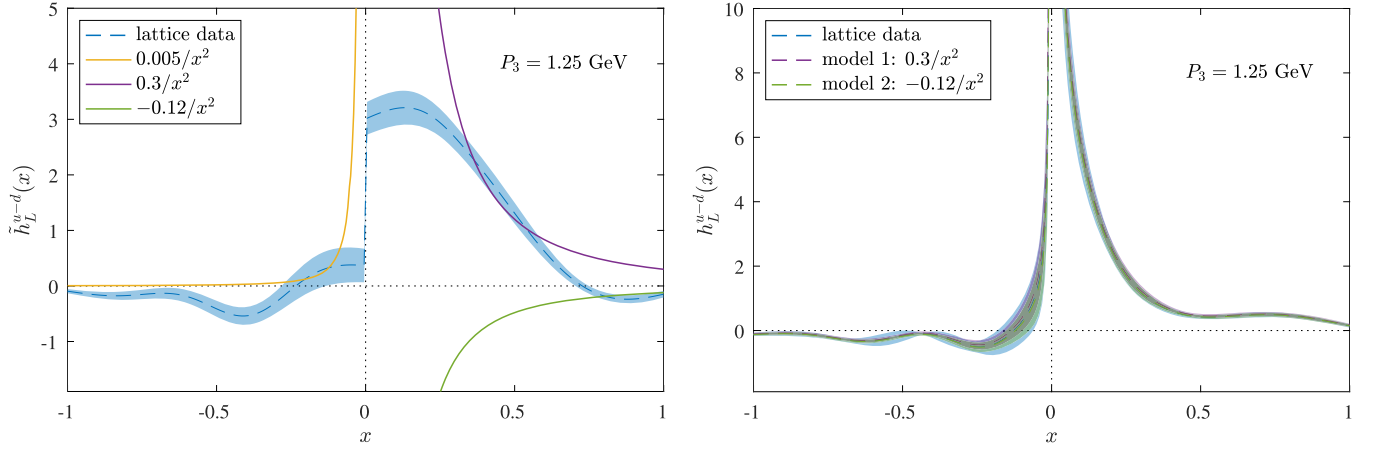 lattice data
0.005/x²
0.3/x²
−0.12/x²
P₃ = 1.25 GeV
5
4
3
2
1
0
-1
h̃_L^{u−d}(x)
-1
-0.5
0
0.5
1
x
lattice data
model 1: 0.3/x²
model 2: −0.12/x²
P₃ = 1.25 GeV
10
8
6
4
2
0
h_L^{u−d}(x)
-1
-0.5
0
0.5
1
x